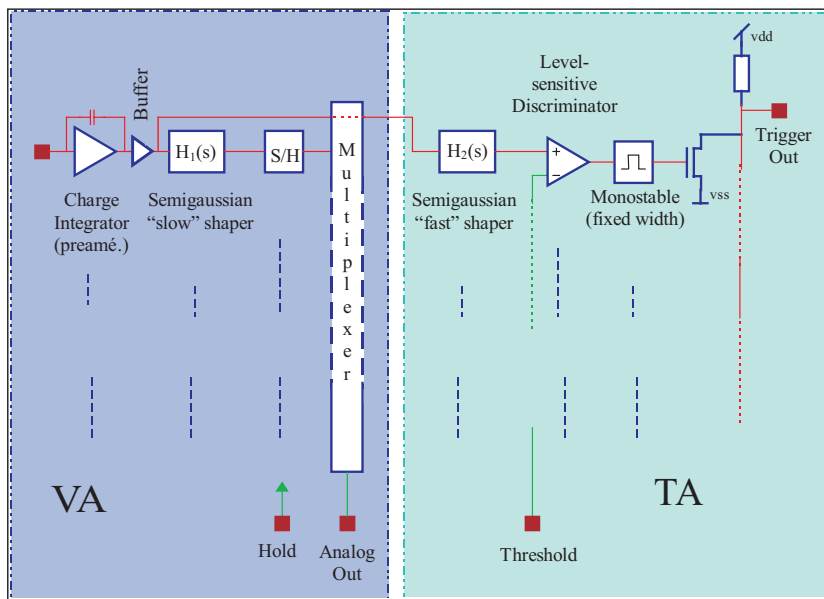 Buffer
H1(s)
S/H
Multiplexer
Charge
Integrator
(preamé.)
Semigaussian
“slow” shaper
VA
Hold
Analog
Out
vdd
Level-
sensitive
Discriminator
H2(s)
+
−
Trigger
Out
vss
Semigaussian
“fast” shaper
Monostable
(fixed width)
Threshold
TA